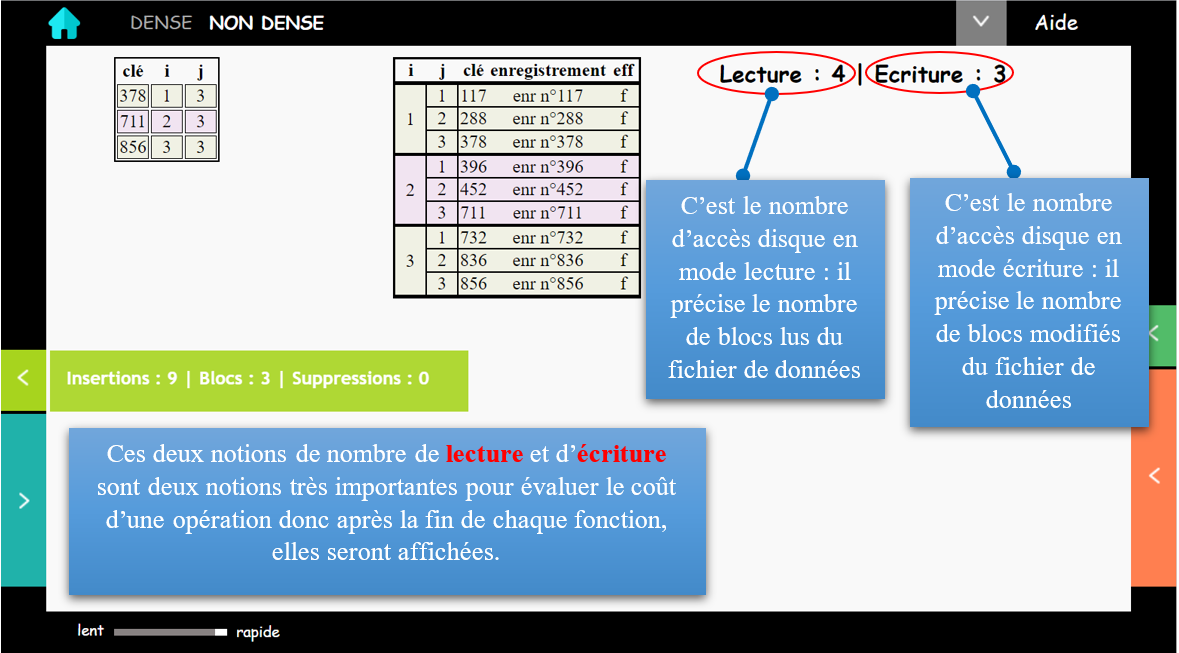 DENSE NON DENSE Aide
clé i j
378 1 3
711 2 3
856 3 3
i j clé enregistrement eff
1
1 117 enr n°117 f
2 288 enr n°288 f
3 378 enr n°378 f
2
1 396 enr n°396 f
2 452 enr n°452 f
3 711 enr n°711 f
3
1 732 enr n°732 f
2 836 enr n°836 f
3 856 enr n°856 f
Lecture : 4 | Ecriture : 3
C’est le nombre
d’accès disque en
mode lecture : il
précise le nombre
de blocs lus du
fichier de données
C’est le nombre
d’accès disque en
mode écriture : il
précise le nombre
de blocs modifiés
du fichier de
données
Insertions : 9 | Blocs : 3 | Suppressions : 0
Ces deux notions de nombre de lecture et d’écriture
sont deux notions très importantes pour évaluer le coût
d’une opération donc après la fin de chaque fonction,
elles seront affichées.
lent rapide